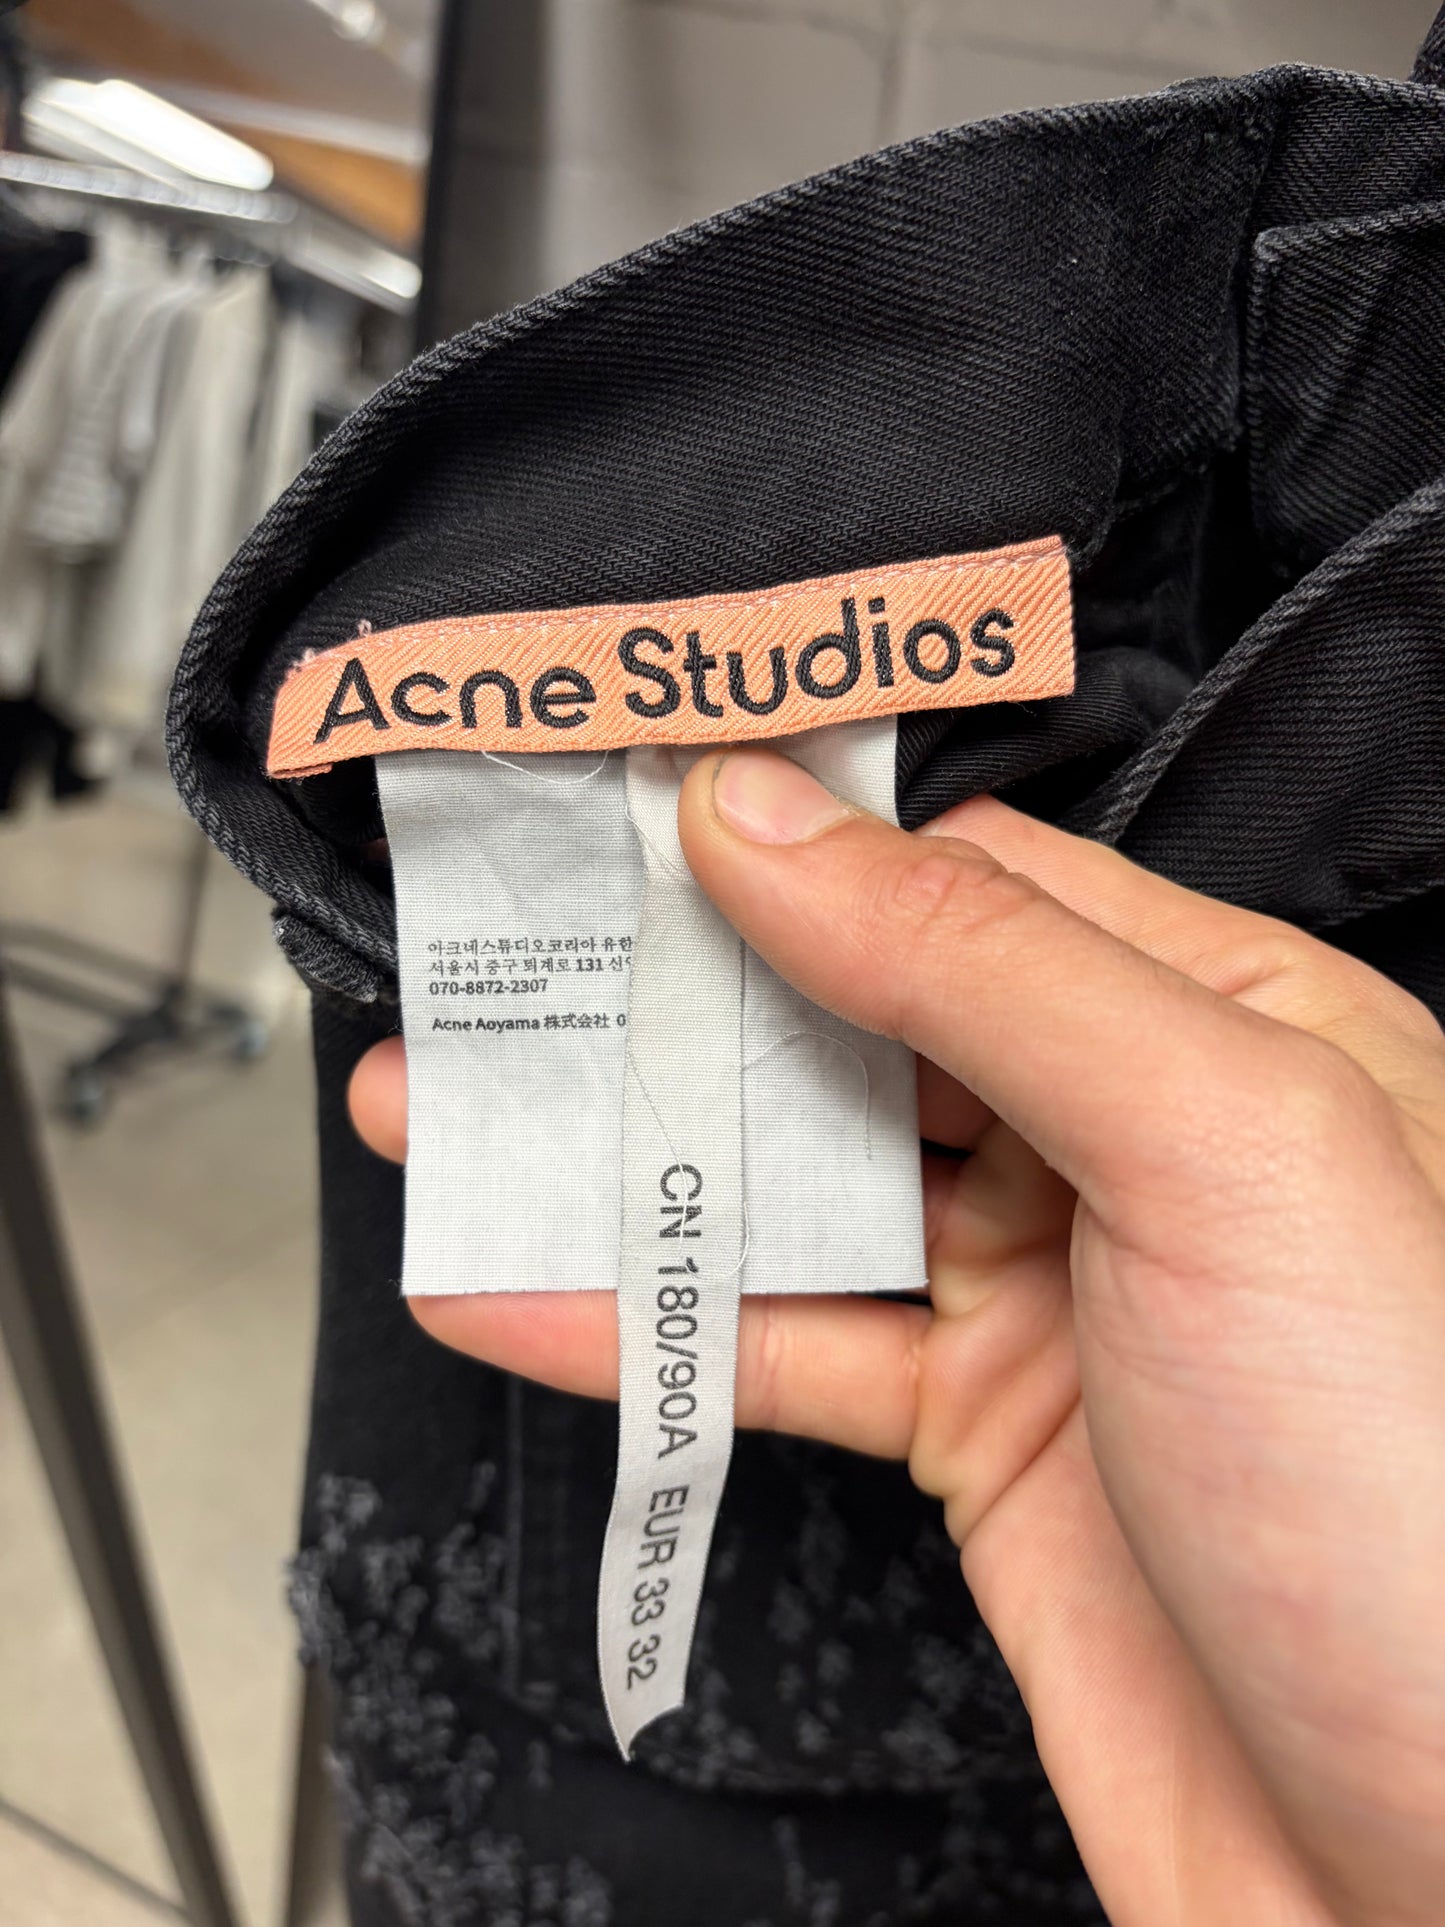 Acne Studios
아크네스튜디오코리아 유한
서울시 중구 퇴계로 131 신
070-8872-2307
Acne Aoyama 株式会社 0
CN 180/90A EUR 33 32